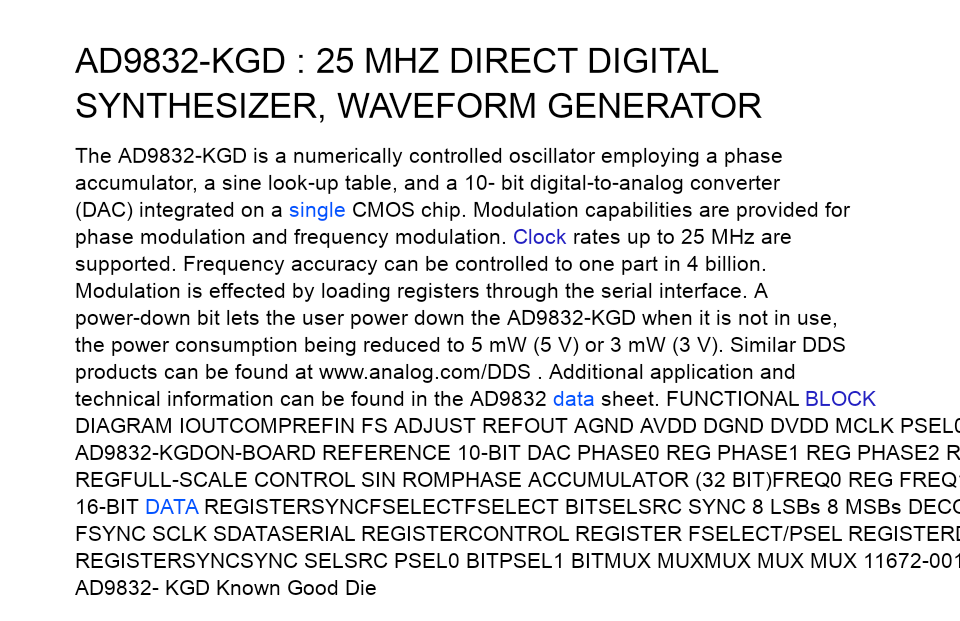 AD9832-KGD : 25 MHZ DIRECT DIGITAL
SYNTHESIZER, WAVEFORM GENERATOR
The AD9832-KGD is a numerically controlled oscillator employing a phase
accumulator, a sine look-up table, and a 10- bit digital-to-analog converter
(DAC) integrated on a single CMOS chip. Modulation capabilities are provided for
phase modulation and frequency modulation. Clock rates up to 25 MHz are
supported. Frequency accuracy can be controlled to one part in 4 billion.
Modulation is effected by loading registers through the serial interface. A
power-down bit lets the user power down the AD9832-KGD when it is not in use,
the power consumption being reduced to 5 mW (5 V) or 3 mW (3 V). Similar DDS
products can be found at www.analog.com/DDS . Additional application and
technical information can be found in the AD9832 data sheet. FUNCTIONAL BLOCK
DIAGRAM IOUTCOMPREFIN FS ADJUST REFOUT AGND AVDD DGND DVDD MCLK
AD9832-KGDON-BOARD REFERENCE 10-BIT DAC PHASE0 REG PHASE1 REG PHASE2
REGFULL-SCALE CONTROL SIN ROMPHASE ACCUMULATOR (32 BIT)FREQ0 REG
16-BIT DATA REGISTERSYNCFSELECTFSELECT BITSELSRC SYNC 8 LSBs 8 MSBs
FSYNC SCLK SDATASERIAL REGISTERCONTROL REGISTER FSELECT/PSEL
REGISTERSYNCSYNC SELSRC PSEL0 BITPSEL1 BITMUX MUXMUX MUX MUX 11672-001
AD9832- KGD Known Good Die